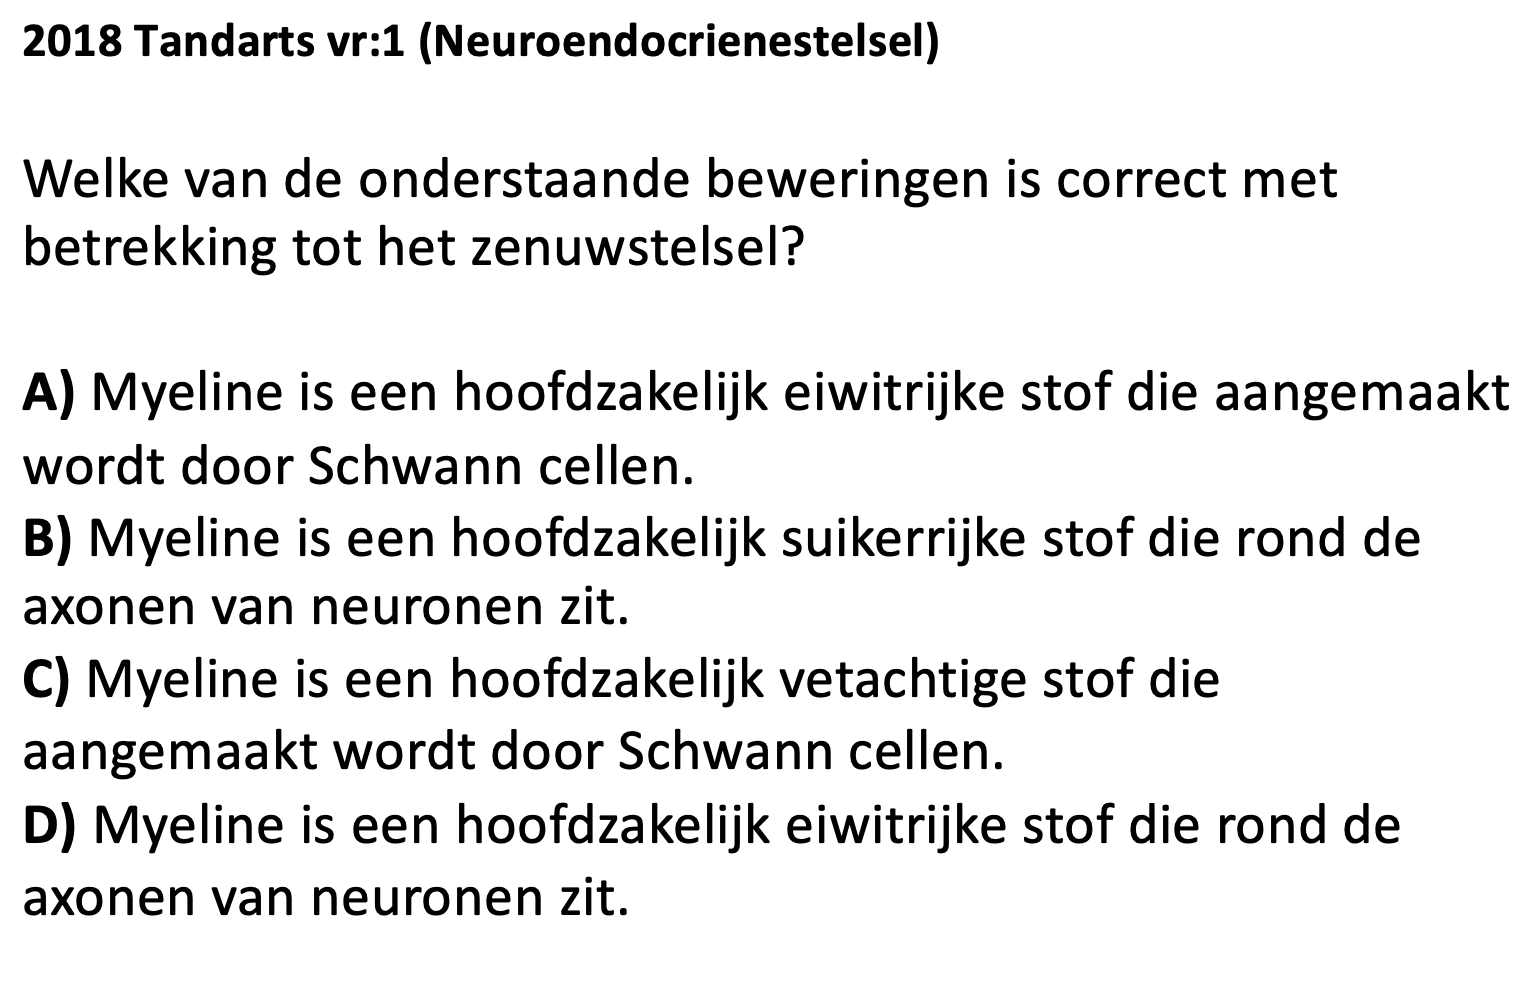 2018 Tandarts vr:1 (Neuroendocrienestelsel)
Welke van de onderstaande beweringen is correct met
betrekking tot het zenuwstelsel?
A) Myeline is een hoofdzakelijk eiwitrijke stof die aangemaakt
wordt door Schwann cellen.
B) Myeline is een hoofdzakelijk suikerrijke stof die rond de
axonen van neuronen zit.
C) Myeline is een hoofdzakelijk vetachtige stof die
aangemaakt wordt door Schwann cellen.
D) Myeline is een hoofdzakelijk eiwitrijke stof die rond de
axonen van neuronen zit.